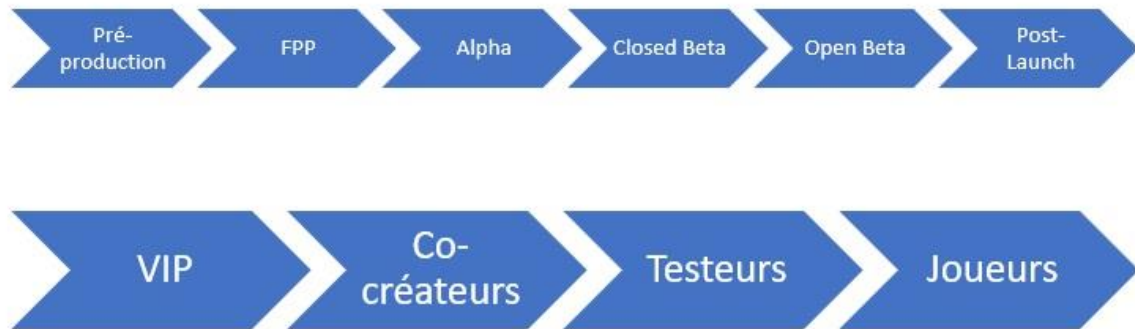 Pré-
production
FPP
Alpha
Closed Beta
Open Beta
Post-
Launch
VIP
Co-
créateurs
Testeurs
Joueurs